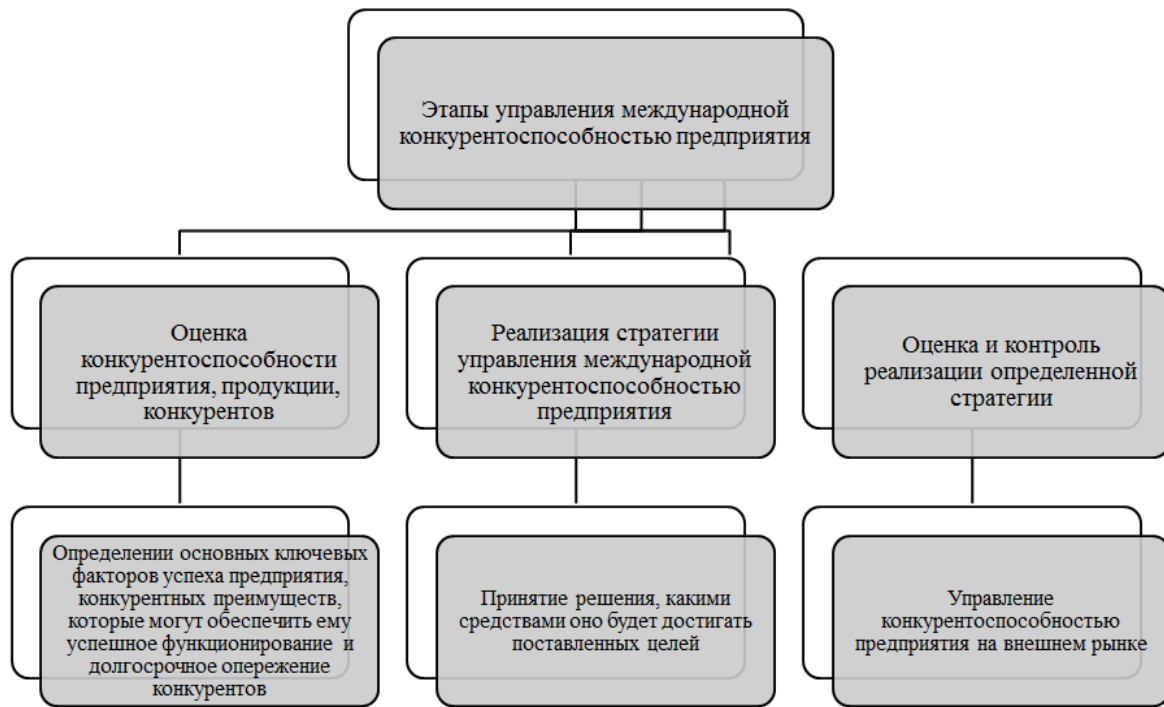 Этапы управления международной
конкурентоспособностью предприятия
Оценка
конкурентоспособности
предприятия, продукции,
конкурентов
Реализация стратегии
управления международной
конкурентоспособностью
предприятия
Оценка и контроль
реализации определенной
стратегии
Определении основных ключевых
факторов успеха предприятия,
конкурентных преимуществ,
которые могут обеспечить ему
успешное функционирование и
долгосрочное опережение
конкурентов
Принятие решения, какими
средствами оно будет достигать
поставленных целей
Управление
конкурентоспособностью
предприятия на внешнем рынке